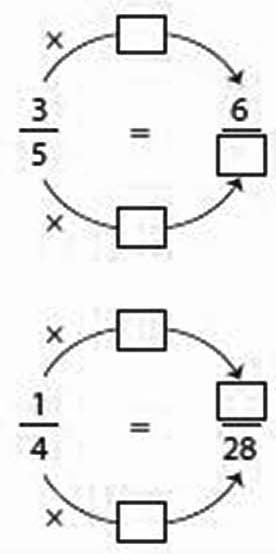 ×
3/5 = 6/□
×
×
1/4 = □/28
×